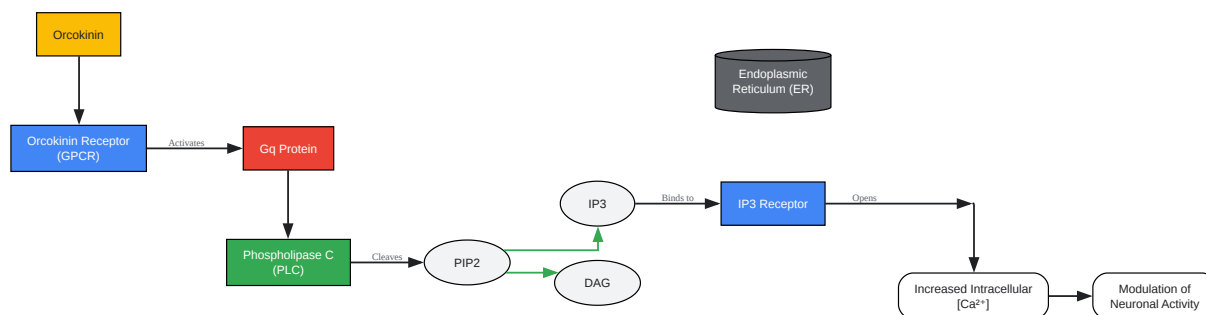 Orcokinin
Orcokinin Receptor
(GPCR)
Activates
Gq Protein
Phospholipase C
(PLC)
Cleaves
PIP2
IP3
DAG
Binds to
IP3 Receptor
Opens
Endoplasmic
Reticulum (ER)
Increased Intracellular
[Ca²⁺]
Modulation of
Neuronal Activity